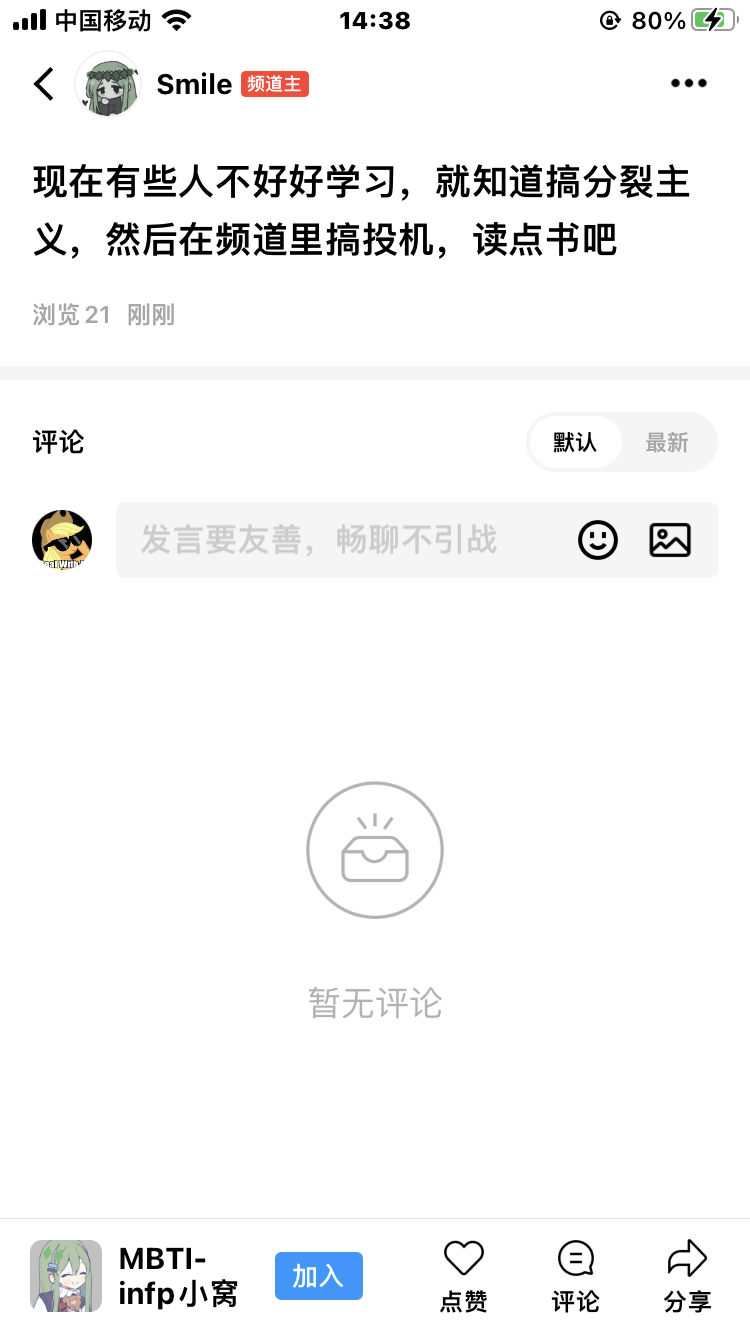 中国移动 14:38 80%
Smile 频道主
现在有些人不好好学习，就知道搞分裂主
义，然后在频道里搞投机，读点书吧
浏览 21 刚刚
评论 默认 最新
发言要友善，畅聊不引战
暂无评论
MBTI-
infp小窝
加入
点赞 评论 分享